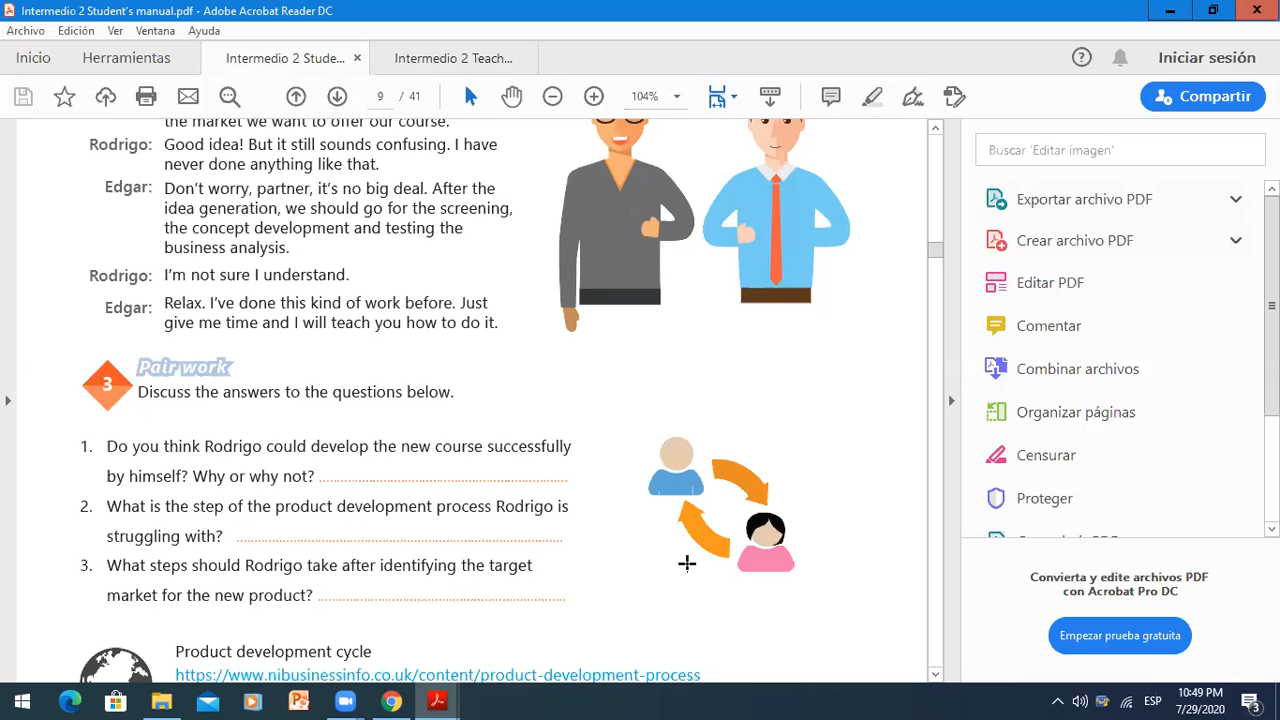 Intermedio 2 Student's manual.pdf - Adobe Acrobat Reader DC
Archivo Edición Ver Ventana Ayuda
Inicio Herramientas Intermedio 2 Stude... × Intermedio 2 Teach... Iniciar sesión
9 / 41 104% Compartir
the market we want to offer our course.
Rodrigo: Good idea! But it still sounds confusing. I have
never done anything like that.
Edgar: Don't worry, partner, it's no big deal. After the
idea generation, we should go for the screening,
the concept development and testing the
business analysis.
Rodrigo: I'm not sure I understand.
Edgar: Relax. I've done this kind of work before. Just
give me time and I will teach you how to do it.
3 Pair work
Discuss the answers to the questions below.
1. Do you think Rodrigo could develop the new course successfully
by himself? Why or why not?
2. What is the step of the product development process Rodrigo is
struggling with?
3. What steps should Rodrigo take after identifying the target
market for the new product?
Product development cycle
https://www.nibusinessinfo.co.uk/content/product-development-process
Buscar 'Editar imagen'
Exportar archivo PDF
Crear archivo PDF
Editar PDF
Comentar
Combinar archivos
Organizar páginas
Censurar
Proteger
Convierta y edite archivos PDF
con Acrobat Pro DC
Empezar prueba gratuita
ESP
10:49 PM
7/29/2020
3